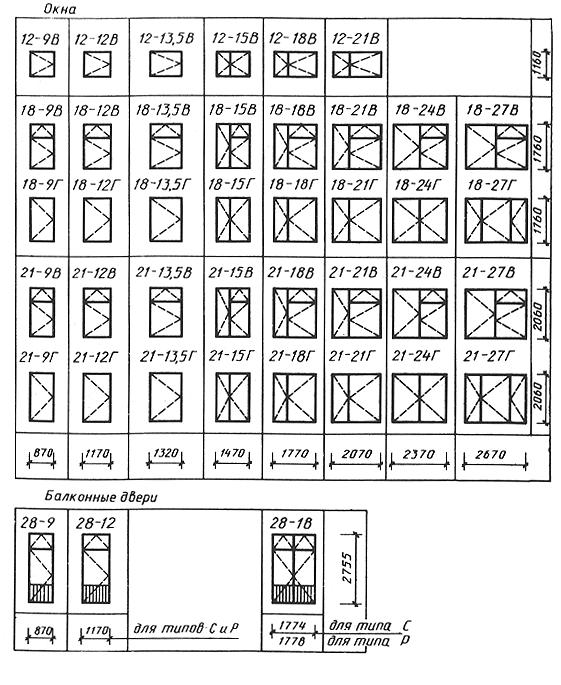 Окна
12-9В 12-12В 12-13,5В 12-15В 12-18В 12-21В
1160
18-9В 18-12В 18-13,5В 18-15В 18-18В 18-21В 18-24В 18-27В
1760
18-9Г 18-12Г 18-13,5Г 18-15Г 18-18Г 18-21Г 18-24Г 18-27Г
1760
21-9В 21-12В 21-13,5В 21-15В 21-18В 21-21В 21-24В 21-27В
2060
21-9Г 21-12Г 21-13,5Г 21-15Г 21-18Г 21-21Г 21-24Г 21-27Г
2060
870 1170 1320 1470 1770 2070 2370 2670
Балконные двери
28-9 28-12 28-18
2755
870 1170 для типов С и Р 1774 для типа С
1778 для типа Р